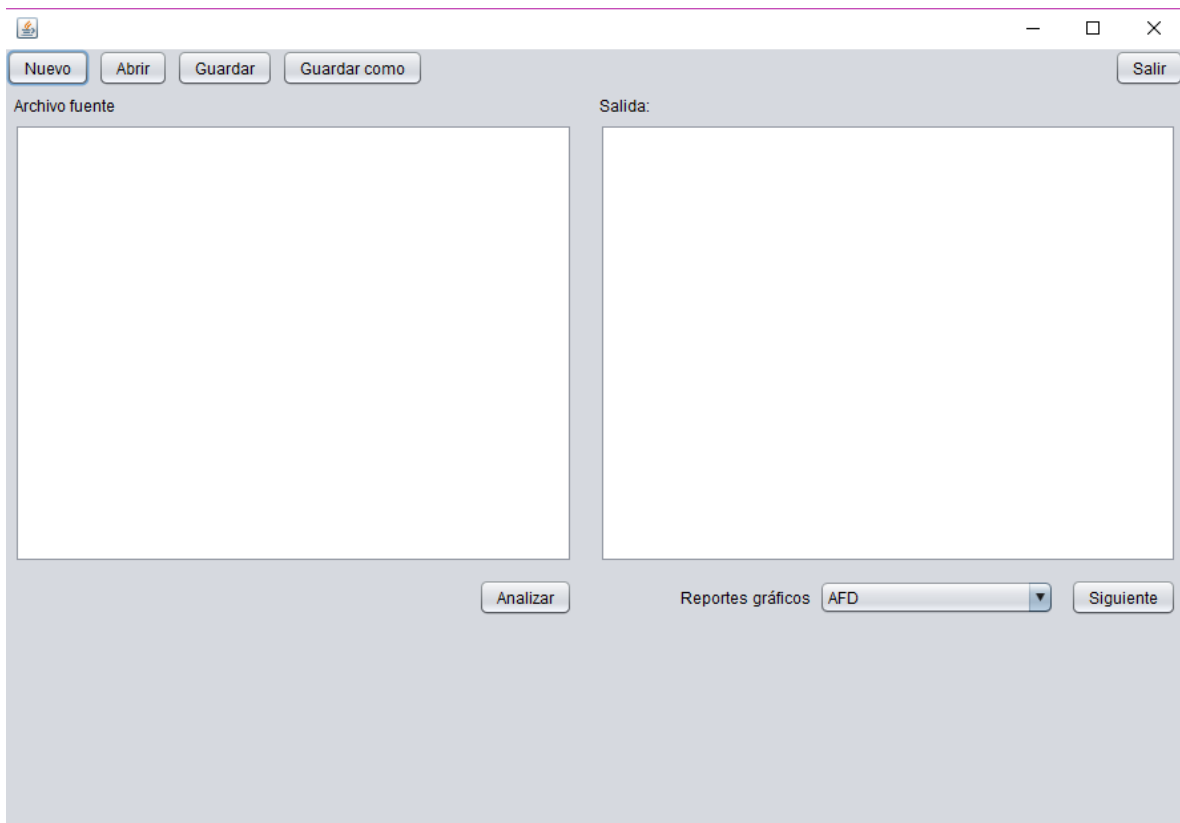 Nuevo Abrir Guardar Guardar como Salir
Archivo fuente Salida:
Analizar Reportes gráficos AFD Siguiente